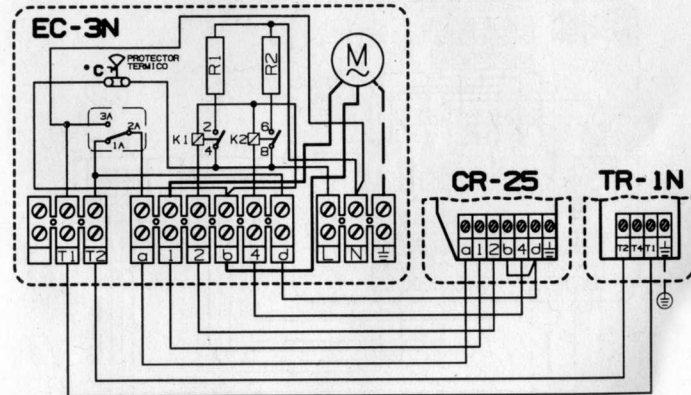 EC-3N
PROTECTOR
TERMICO
°C
R1
R2
M
~
3A
2A
1A
K1
2
4
K2
6
8
T1
T2
a
1
2
b
4
d
L
N
CR-25
a
1
2
b
4
d
TR-1N
T2
T4
T1